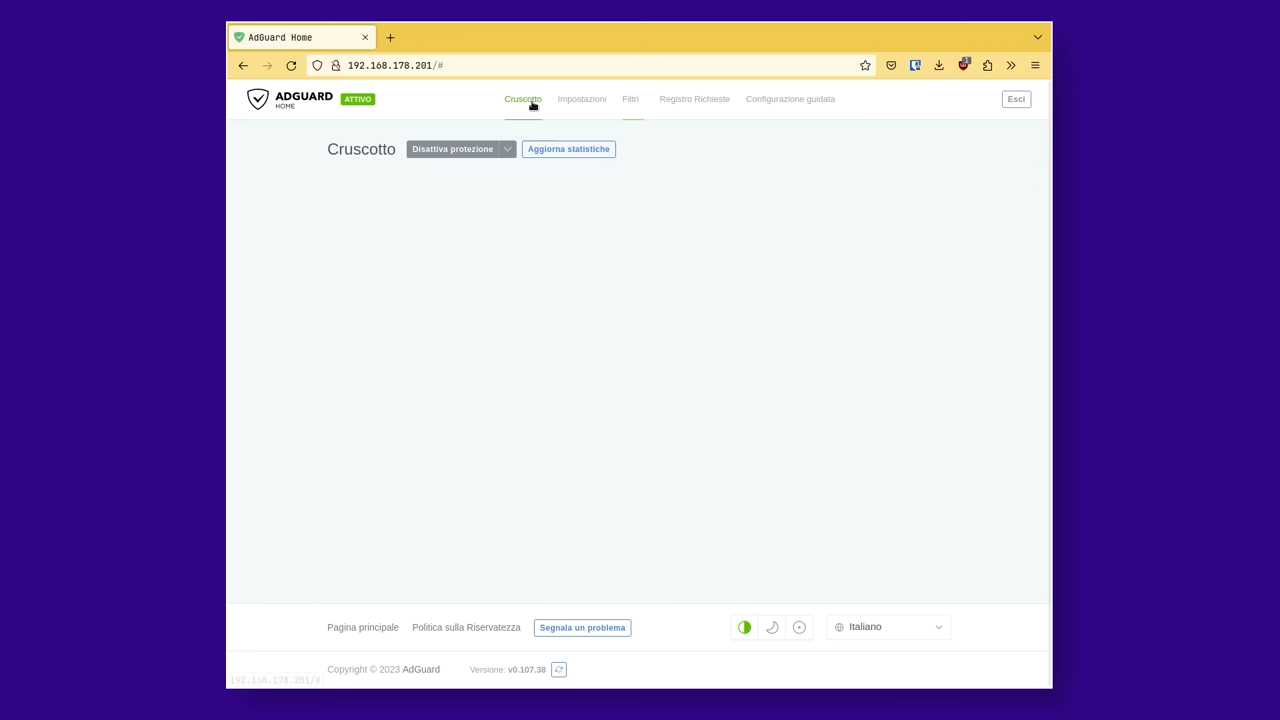 AdGuard Home
192.168.178.201/#
1
ADGUARD
HOME
ATTIVO
Cruscotto
Impostazioni
Filtri
Registro Richieste
Configurazione guidata
Esci
Cruscotto
Disattiva protezione
Aggiorna statistiche
Pagina principale
Politica sulla Riservatezza
Segnala un problema
Italiano
Copyright © 2023 AdGuard
Versione: v0.107.38
192.168.178.201/#